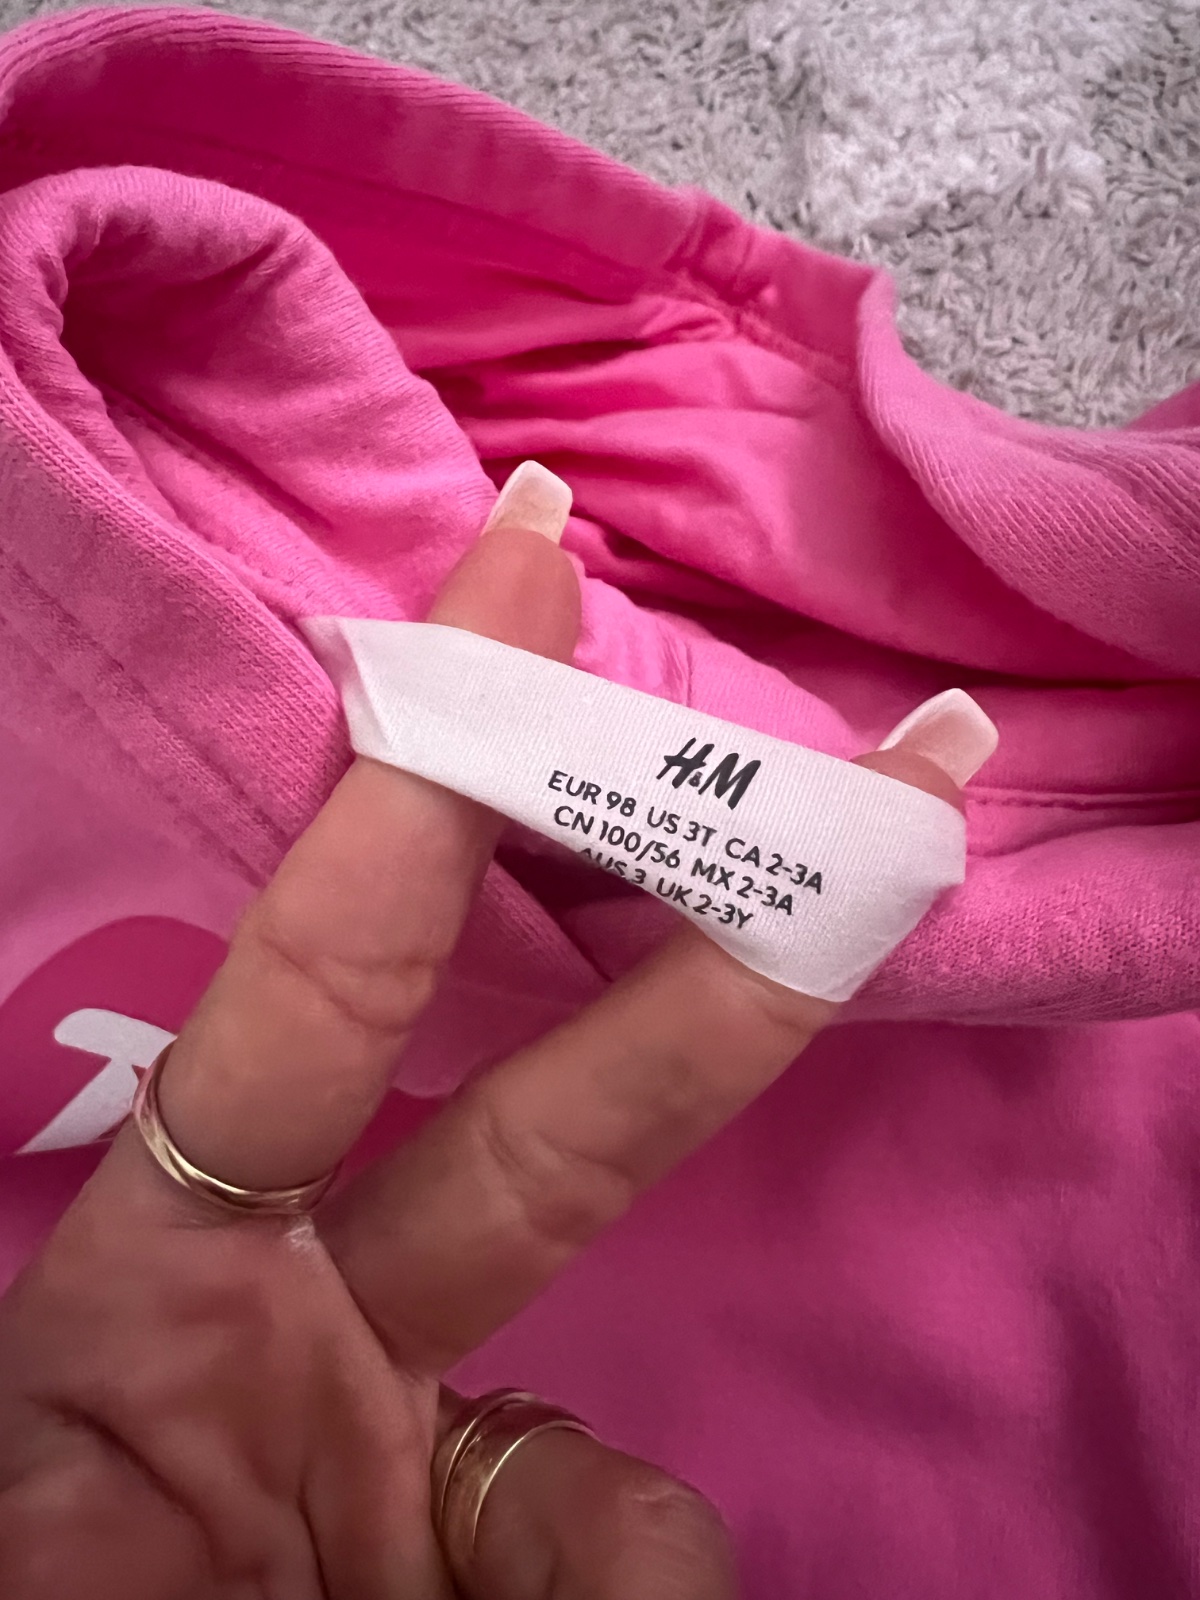 H&M
EUR 98 US 3T CA 2-3A
CN 100/56 MX 2-3A
AUS 3 UK 2-3Y